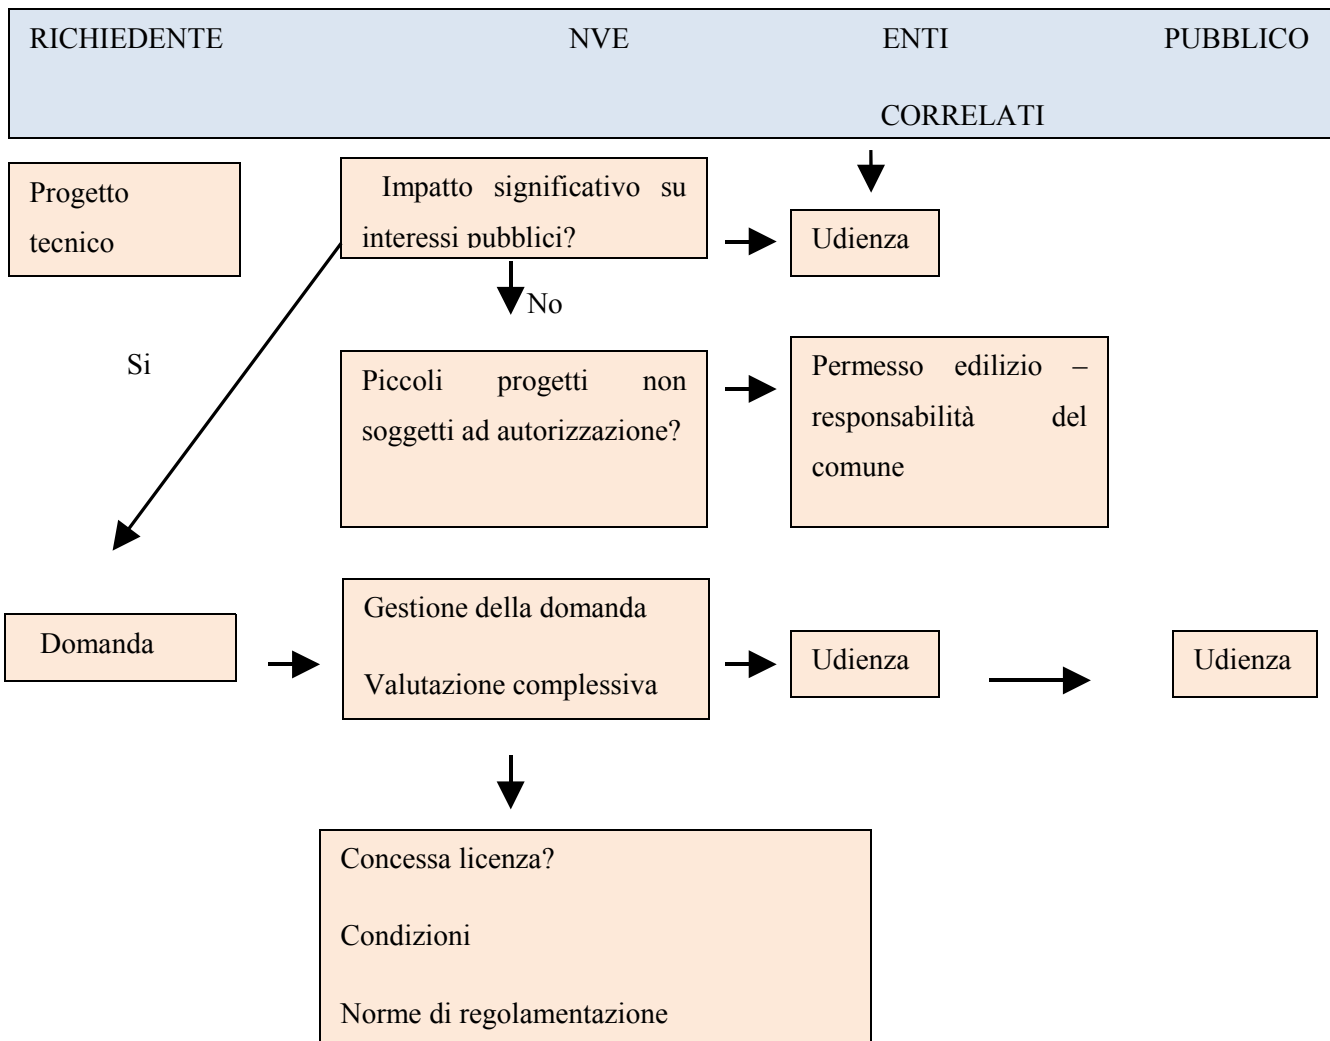 RICHIEDENTE NVE ENTI PUBBLICO
CORRELATI
Progetto
tecnico
Impatto significativo su
interessi pubblici?
Udienza
No
Si
Piccoli progetti non
soggetti ad autorizzazione?
Permesso edilizio –
responsabilità del
comune
Domanda
Gestione della domanda
Valutazione complessiva
Udienza
Udienza
Concessa licenza?
Condizioni
Norme di regolamentazione